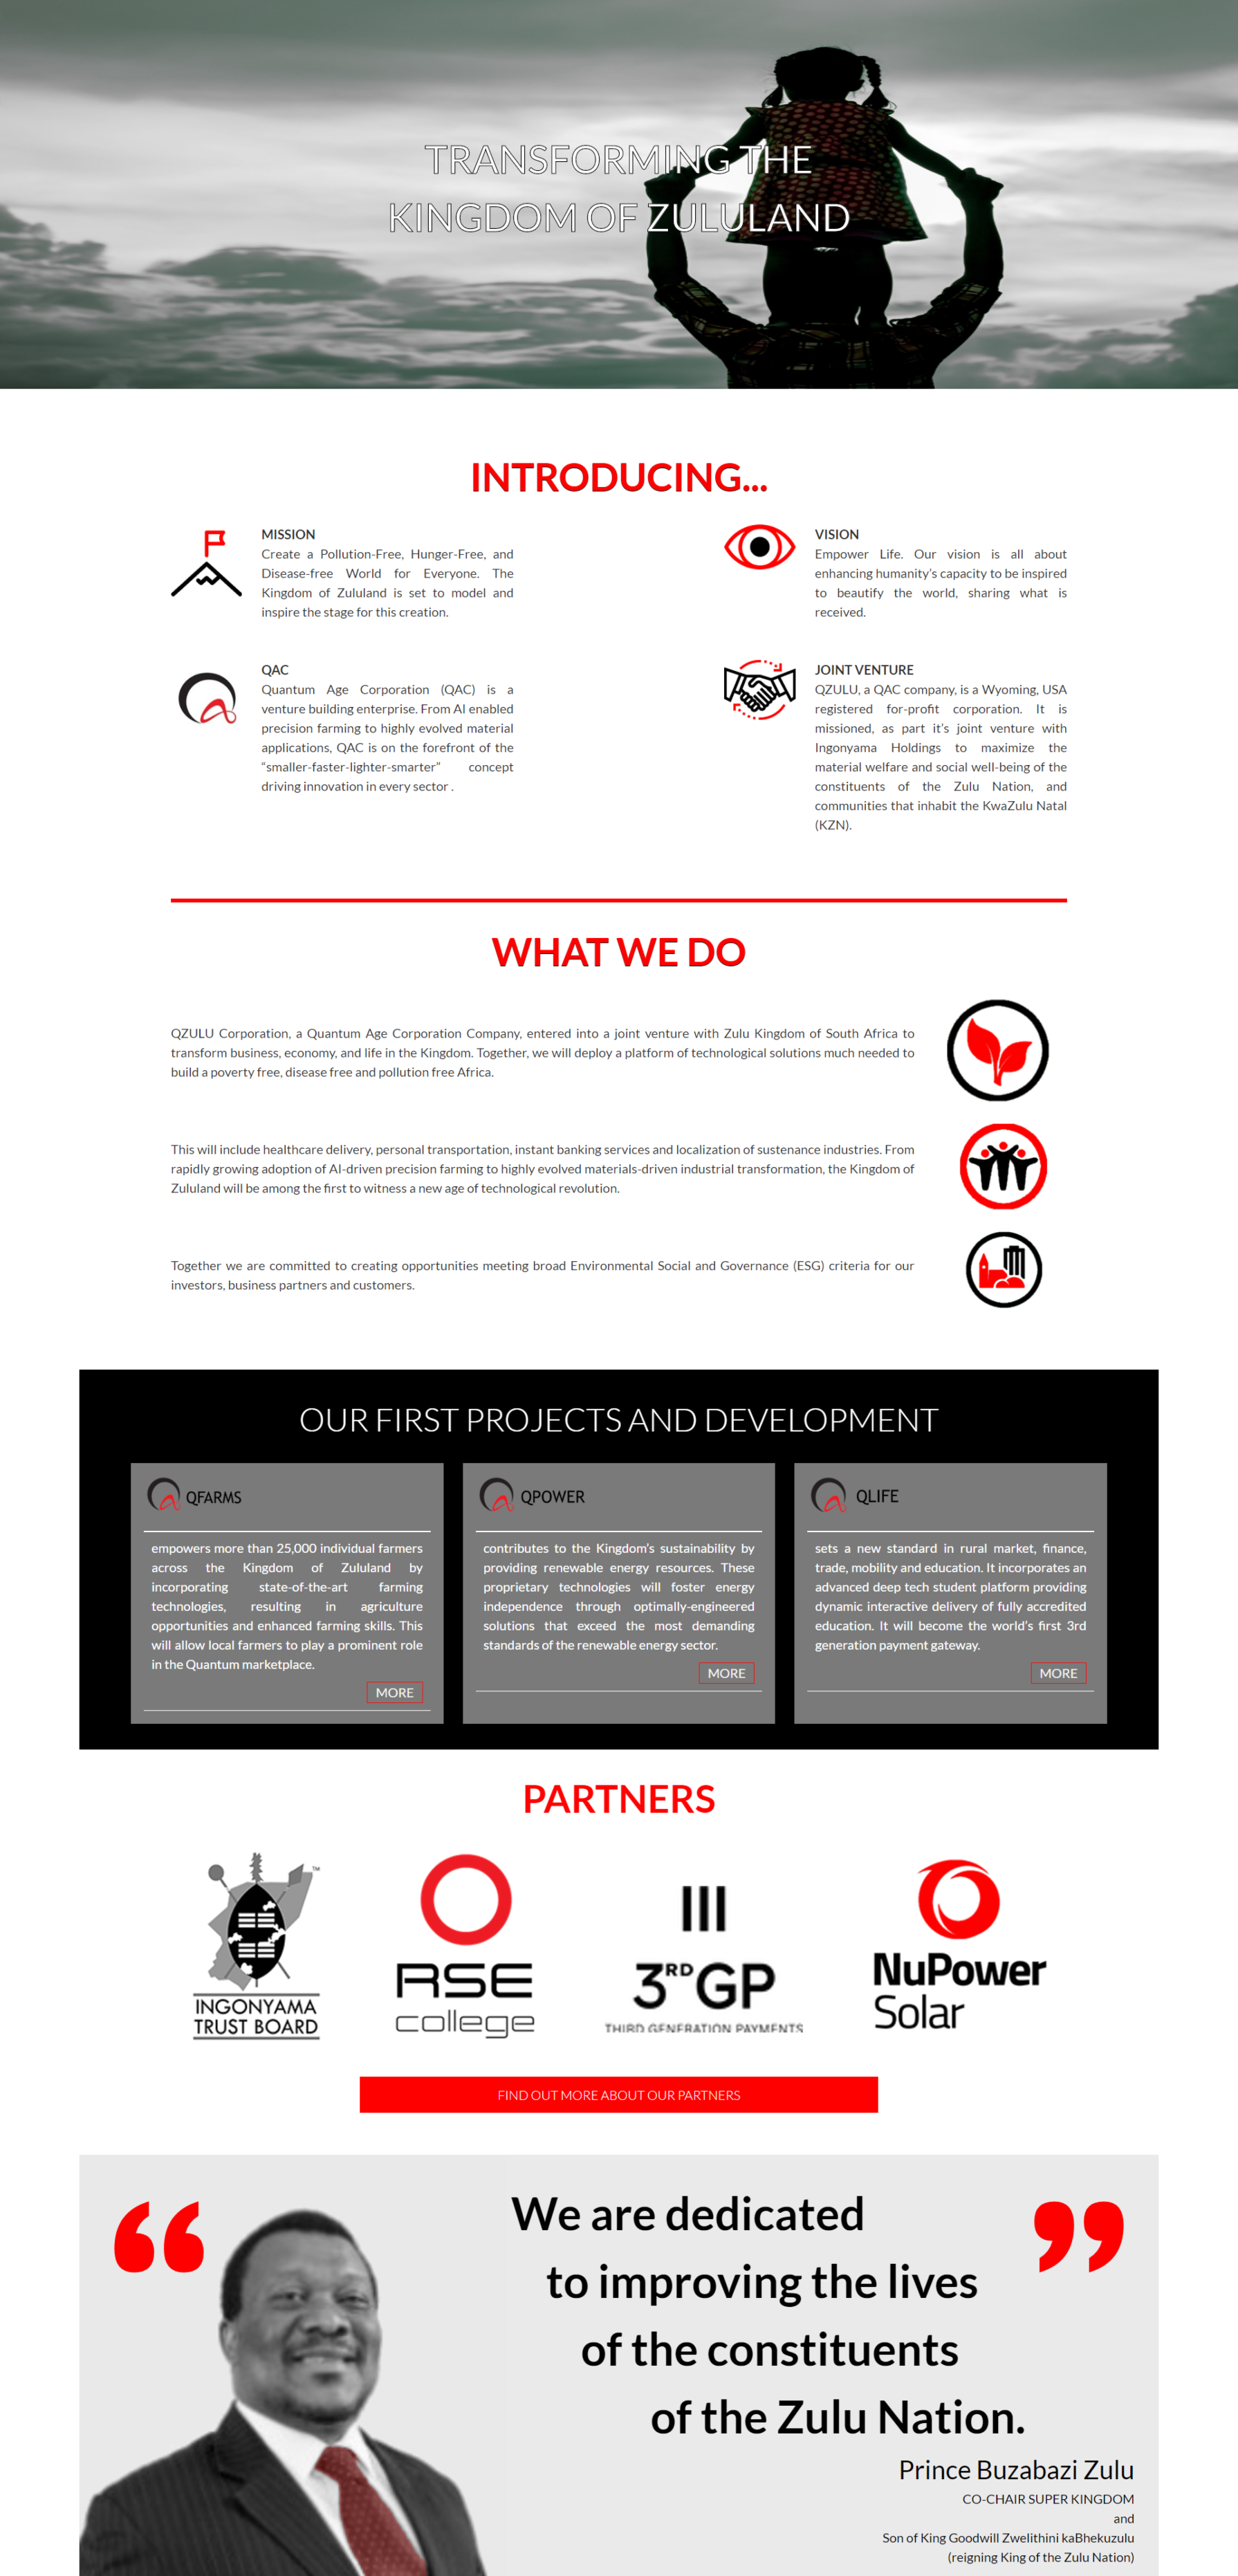 TRANSFORMING THE
KINGDOM OF ZULULAND
INTRODUCING...
MISSION
Create a Pollution-Free, Hunger-Free, and
Disease-free World for Everyone. The
Kingdom of Zululand is set to model and
inspire the stage for this creation.
VISION
Empower Life. Our vision is all about
enhancing humanity's capacity to be inspired
to beautify the world, sharing what is
received.
QAC
Quantum Age Corporation (QAC) is a
venture building enterprise. From AI enabled
precision farming to highly evolved material
applications, QAC is on the forefront of the
“smaller-faster-lighter-smarter” concept
driving innovation in every sector .
JOINT VENTURE
QZULU, a QAC company, is a Wyoming, USA
registered for-profit corporation. It is
missioned, as part it's joint venture with
Ingonyama Holdings to maximize the
material welfare and social well-being of the
constituents of the Zulu Nation, and
communities that inhabit the KwaZulu Natal
(KZN).
WHAT WE DO
QZULU Corporation, a Quantum Age Corporation Company, entered into a joint venture with Zulu Kingdom of South Africa to
transform business, economy, and life in the Kingdom. Together, we will deploy a platform of technological solutions much needed to
build a poverty free, disease free and pollution free Africa.
This will include healthcare delivery, personal transportation, instant banking services and localization of sustenance industries. From
rapidly growing adoption of AI-driven precision farming to highly evolved materials-driven industrial transformation, the Kingdom of
Zululand will be among the first to witness a new age of technological revolution.
Together we are committed to creating opportunities meeting broad Environmental Social and Governance (ESG) criteria for our
investors, business partners and customers.
OUR FIRST PROJECTS AND DEVELOPMENT
QFARMS
empowers more than 25,000 individual farmers
across the Kingdom of Zululand by
incorporating state-of-the-art farming
technologies, resulting in agriculture
opportunities and enhanced farming skills. This
will allow local farmers to play a prominent role
in the Quantum marketplace.
MORE
QPOWER
contributes to the Kingdom's sustainability by
providing renewable energy resources. These
proprietary technologies will foster energy
independence through optimally-engineered
solutions that exceed the most demanding
standards of the renewable energy sector.
MORE
QLIFE
sets a new standard in rural market, finance,
trade, mobility and education. It incorporates an
advanced deep tech student platform providing
dynamic interactive delivery of fully accredited
education. It will become the world's first 3rd
generation payment gateway.
MORE
PARTNERS
TM
INGONYAMA
TRUST BOARD
RSE
college
3RD GP
THIRD GENERATION PAYMENTS
NuPower
Solar
FIND OUT MORE ABOUT OUR PARTNERS
“
We are dedicated
to improving the lives
of the constituents
of the Zulu Nation.
”
Prince Buzabazi Zulu
CO-CHAIR SUPER KINGDOM
and
Son of King Goodwill Zwelithini kaBhekuzulu
(reigning King of the Zulu Nation)